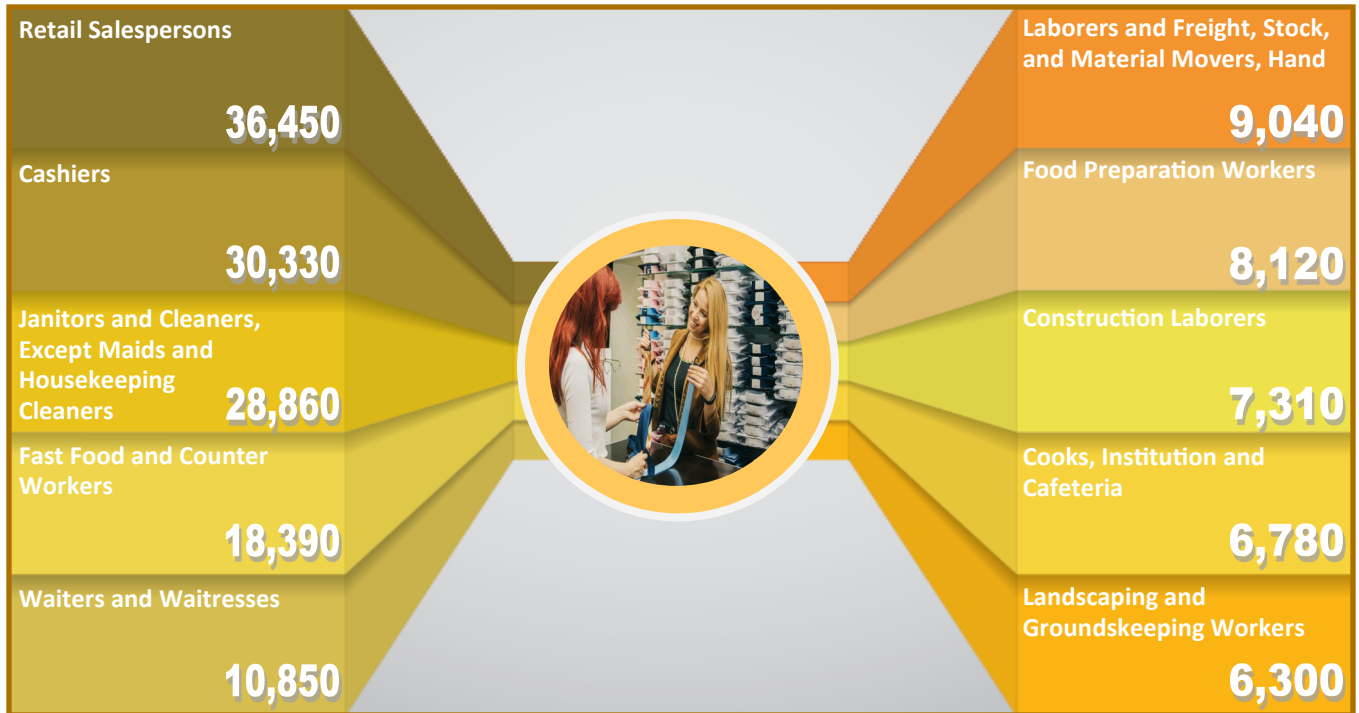 Retail Salespersons
36,450
Cashiers
30,330
Janitors and Cleaners,
Except Maids and
Housekeeping
Cleaners
28,860
Fast Food and Counter
Workers
18,390
Waiters and Waitresses
10,850
Laborers and Freight, Stock,
and Material Movers, Hand
9,040
Food Preparation Workers
8,120
Construction Laborers
7,310
Cooks, Institution and
Cafeteria
6,780
Landscaping and
Groundskeeping Workers
6,300